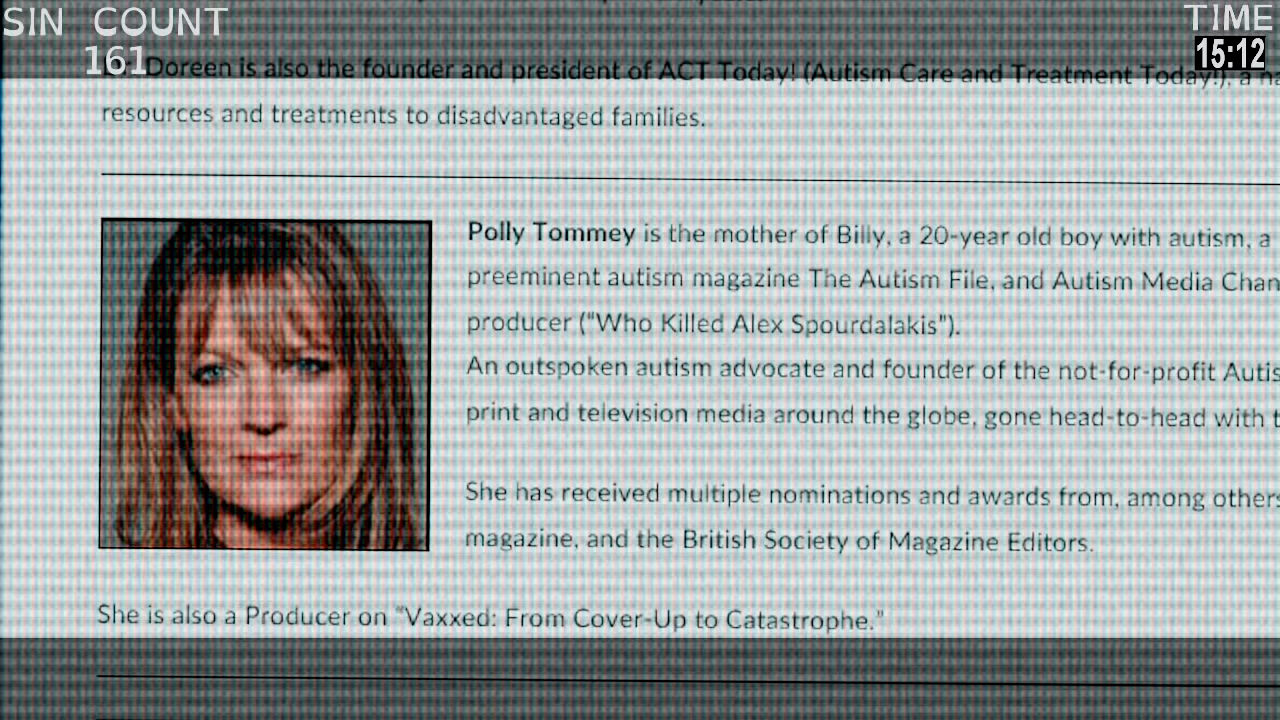 SIN COUNT
161
TIME
15:12
Doreen is also the founder and president of ACT Today! (Autism Care and Treatment Today!), a
resources and treatments to disadvantaged families.
Polly Tommey is the mother of Billy, a 20-year old boy with autism, a
preeminent autism magazine The Autism File, and Autism Media Chan
producer ("Who Killed Alex Spourdalakis").
An outspoken autism advocate and founder of the not-for-profit Autis
print and television media around the globe, gone head-to-head with t
She has received multiple nominations and awards from, among others
magazine, and the British Society of Magazine Editors.
She is also a Producer on “Vaxxed: From Cover-Up to Catastrophe.”